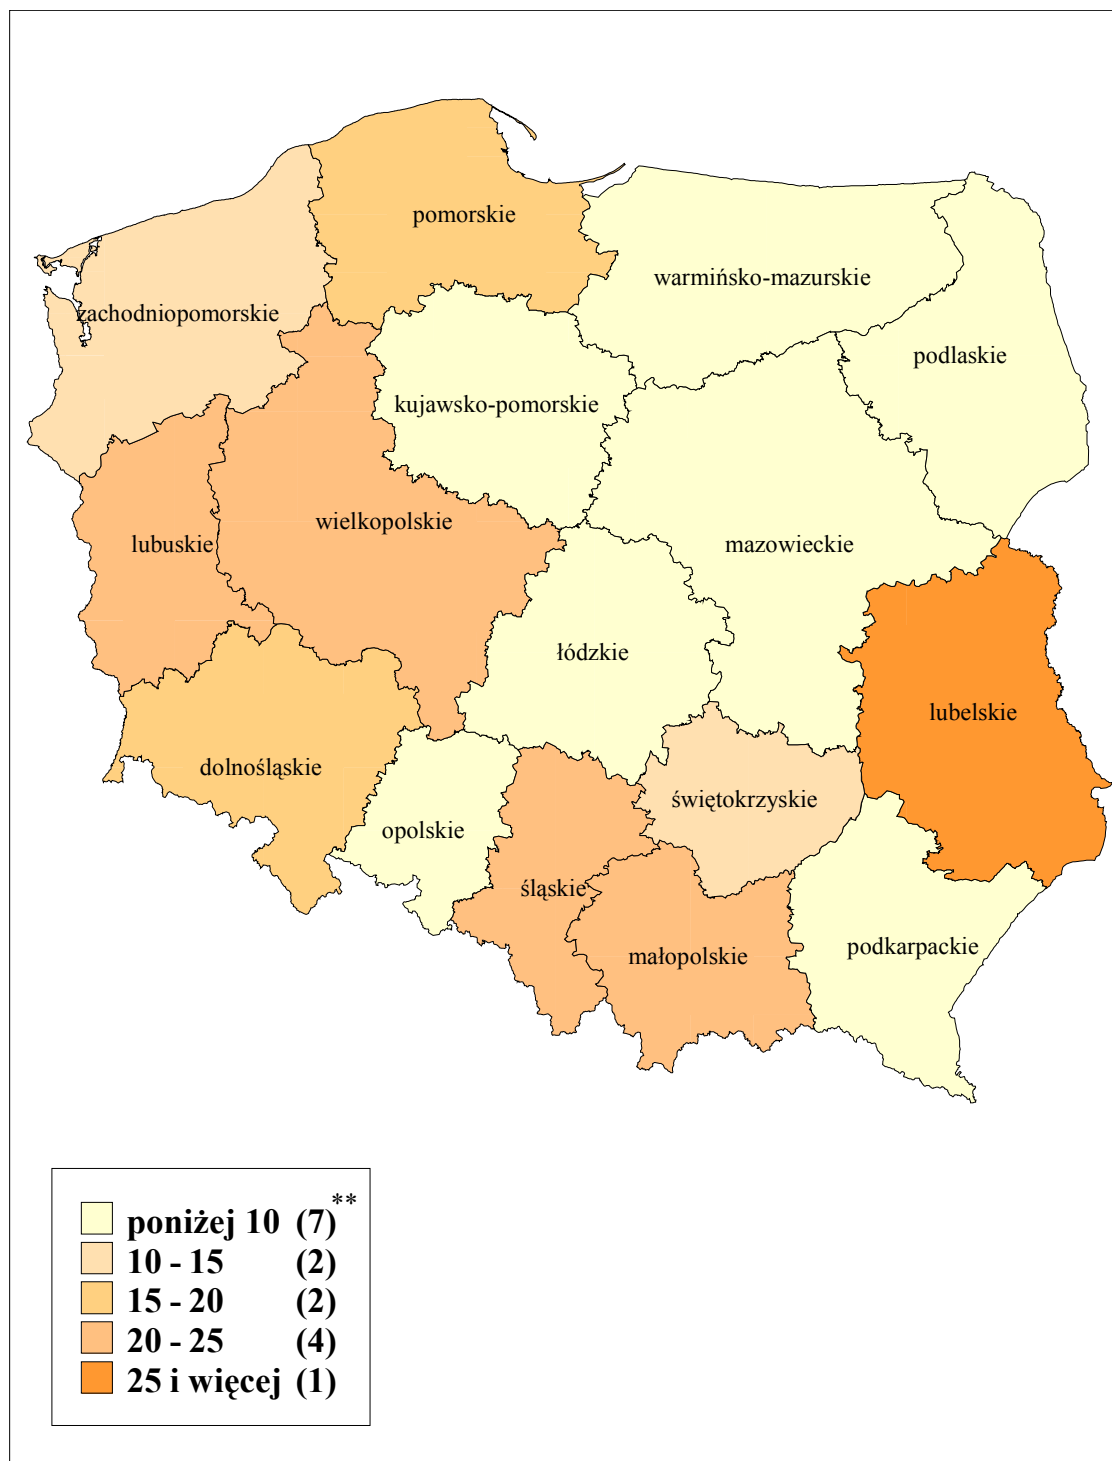 pomorskie
warmińsko-mazurskie
zachodniopomorskie
podlaskie
kujawsko-pomorskie
wielkopolskie
lubuskie
mazowieckie
łódzkie
lubelskie
dolnośląskie
świętokrzyskie
opolskie
śląskie
podkarpackie
małopolskie
poniżej 10 (7)**
10 - 15 (2)
15 - 20 (2)
20 - 25 (4)
25 i więcej (1)